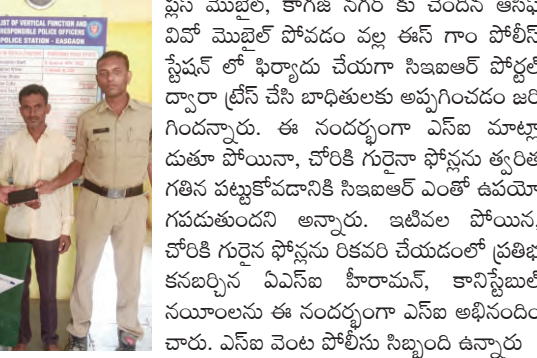 LIST OF VERTICAL FUNCTION AND
RESPONSIBLE POLICE OFFICERS
POLICE STATION - EASGAON
ప్లస్ మొబైల్, కాగజ్ నగర్ కు చెందిన ఆసిఫ్
వివో మొబైల్ పోవడం వల్ల ఈస్ గాం పోలీస్
స్టేషన్ లో ఫిర్యాదు చేయగా సిఇఐఆర్ పోర్టల్
ద్వారా ట్రేస్ చేసి బాధితులకు అప్పగించడం జరి
గిందన్నారు. ఈ నందర్భంగా ఎస్ఐ మాట్లా
డుతూ పోయినా, చోరికి గురైనా ఫోన్లను త్వరిత
గతిన పట్టుకోవడానికి సిఇఐఆర్ ఎంతో ఉపయో
గపడుతుందని అన్నారు. ఇటీవల పోయిన,
చోరికి గురైన ఫోన్లను రికవరి చేయడంలో ప్రతిభ
కనబర్చిన ఏఎస్ఐ హీరామన్, కానిస్టేబుల్
నయీంలను ఈ నందర్భంగా ఎస్ఐ అభినందిం
చారు. ఎస్ఐ వెంట పోలీసు సిబ్బంది ఉన్నారు